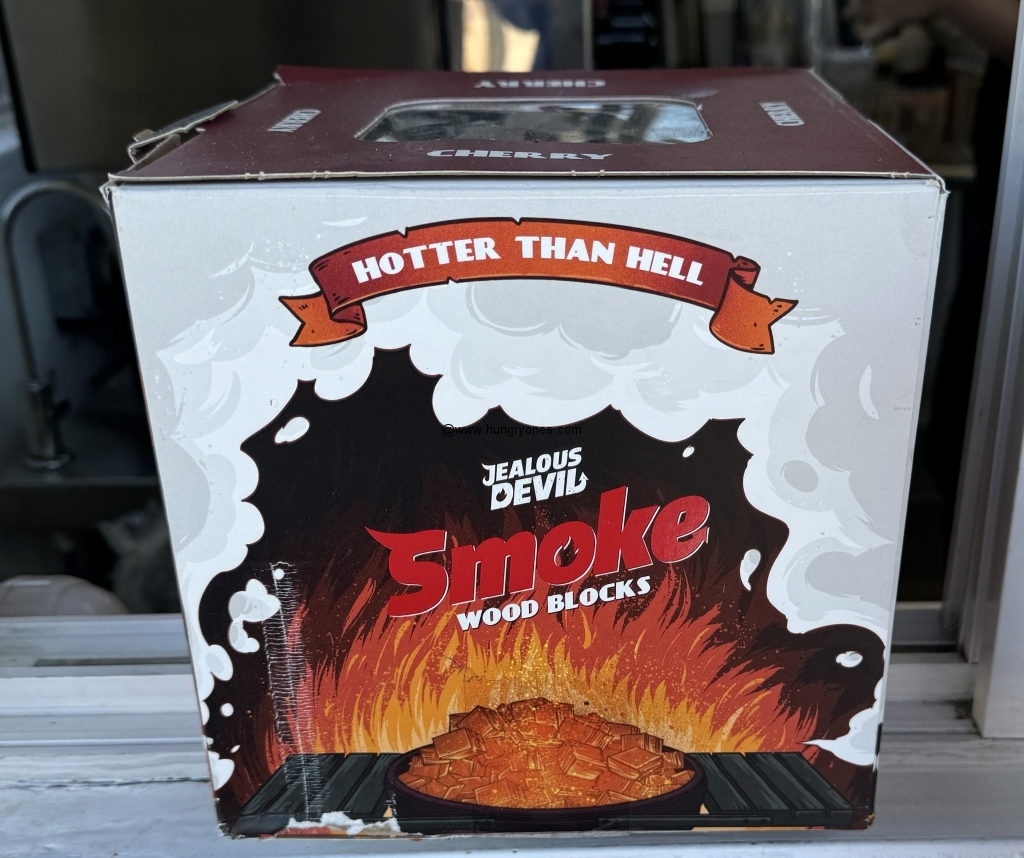 CHERRY
CHERRY
CHERRY
CHERRY
HOTTER THAN HELL
@www.hungryones.com
JEALOUS
DEVIL
Smoke
WOOD BLOCKS